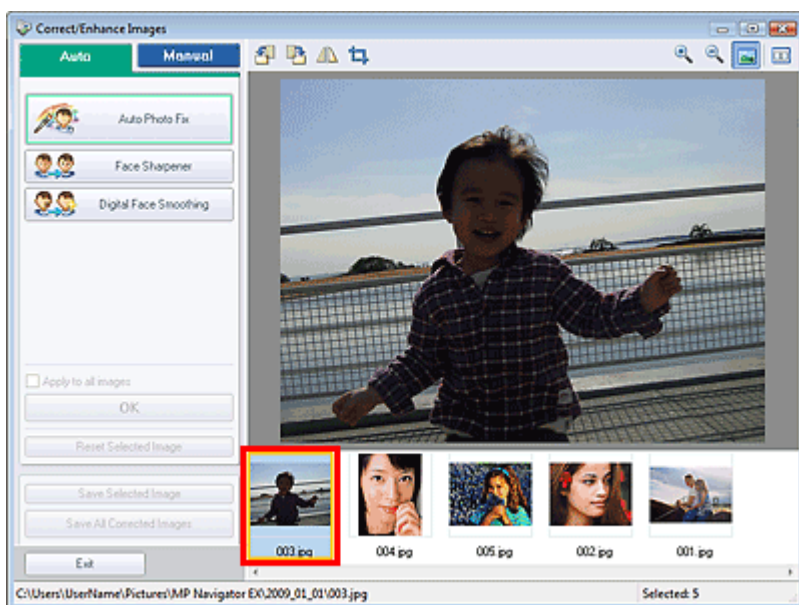 Correct/Enhance Images
Auto
Manual
Auto Photo Fix
Face Sharpener
Digital Face Smoothing
Apply to all images
OK
Reset Selected Image
Save Selected Image
Save All Corrected Images
Exit
003.jpg
004.jpg
005.jpg
002.jpg
001.jpg
C:\Users\UserName\Pictures\MP Navigator EX\2009_01_01\003.jpg
Selected: 5